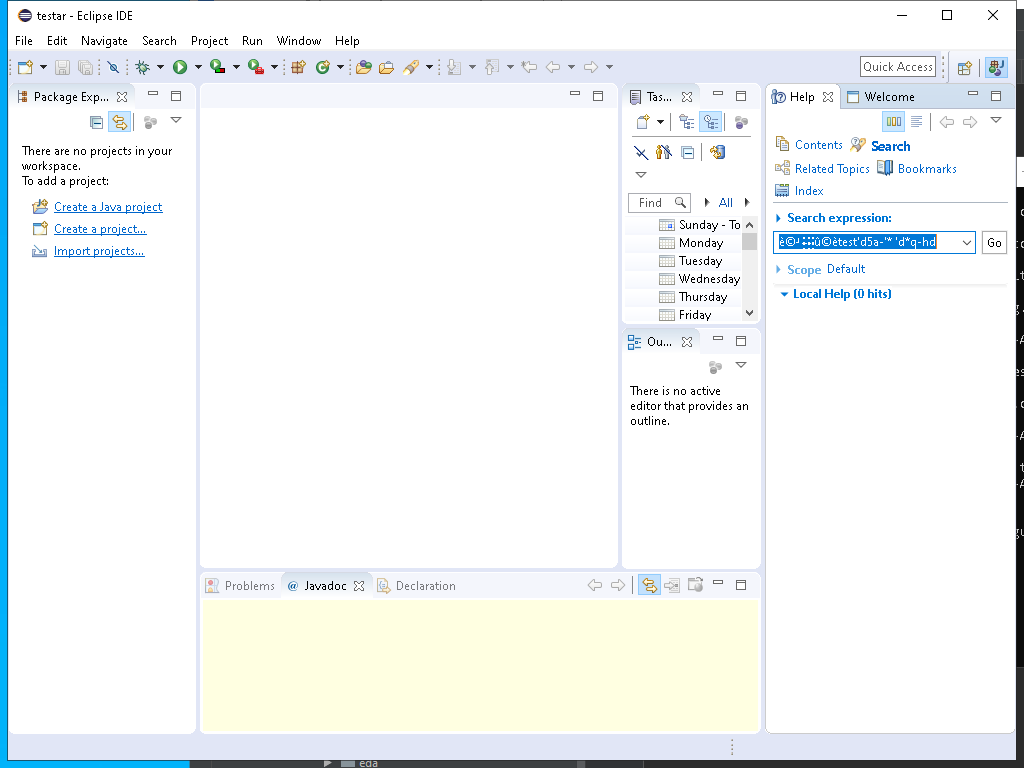 testar - Eclipse IDE
File Edit Navigate Search Project Run Window Help
Quick Access
Package Exp...
There are no projects in your
workspace.
To add a project:
Create a Java project
Create a project...
Import projects...
Tas...
Find
All
Sunday - To
Monday
Tuesday
Wednesday
Thursday
Friday
Ou...
There is no active
editor that provides an
outline.
Help Welcome
Contents Search
Related Topics Bookmarks
Index
Search expression:
Go
Scope Default
Local Help (0 hits)
Problems @ Javadoc Declaration
eda